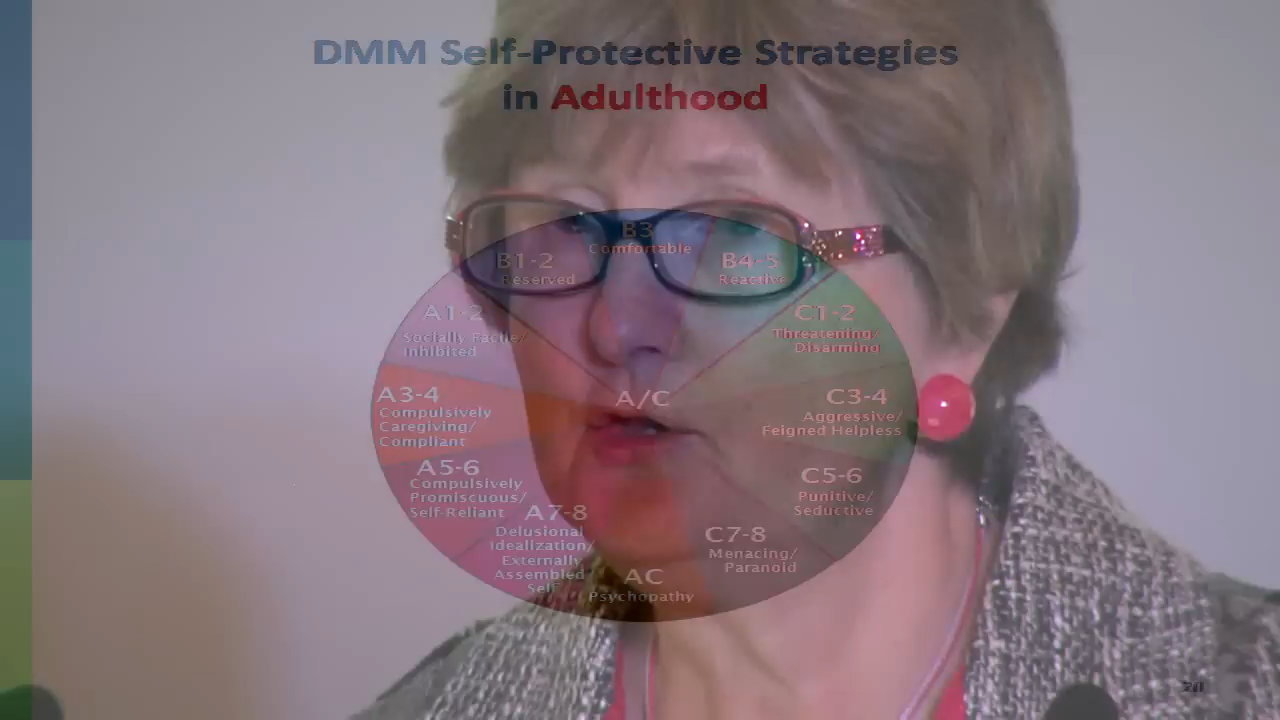 DMM Self-Protective Strategies
in Adulthood
B3
Comfortable
B1-2
Reserved
B4-5
Reactive
A1-2
Socially Facile/
Inhibited
C1-2
Threatening/
Disarming
A3-4
Compulsively
Caregiving/
Compliant
A/C
C3-4
Aggressive/
Feigned Helpless
A5-6
Compulsively
Promiscuous/
Self-Reliant
C5-6
Punitive/
Seductive
A7-8
Delusional
Idealization/
Externally
Assembled
Self
C7-8
Menacing/
Paranoid
AC
Psychopathy
20